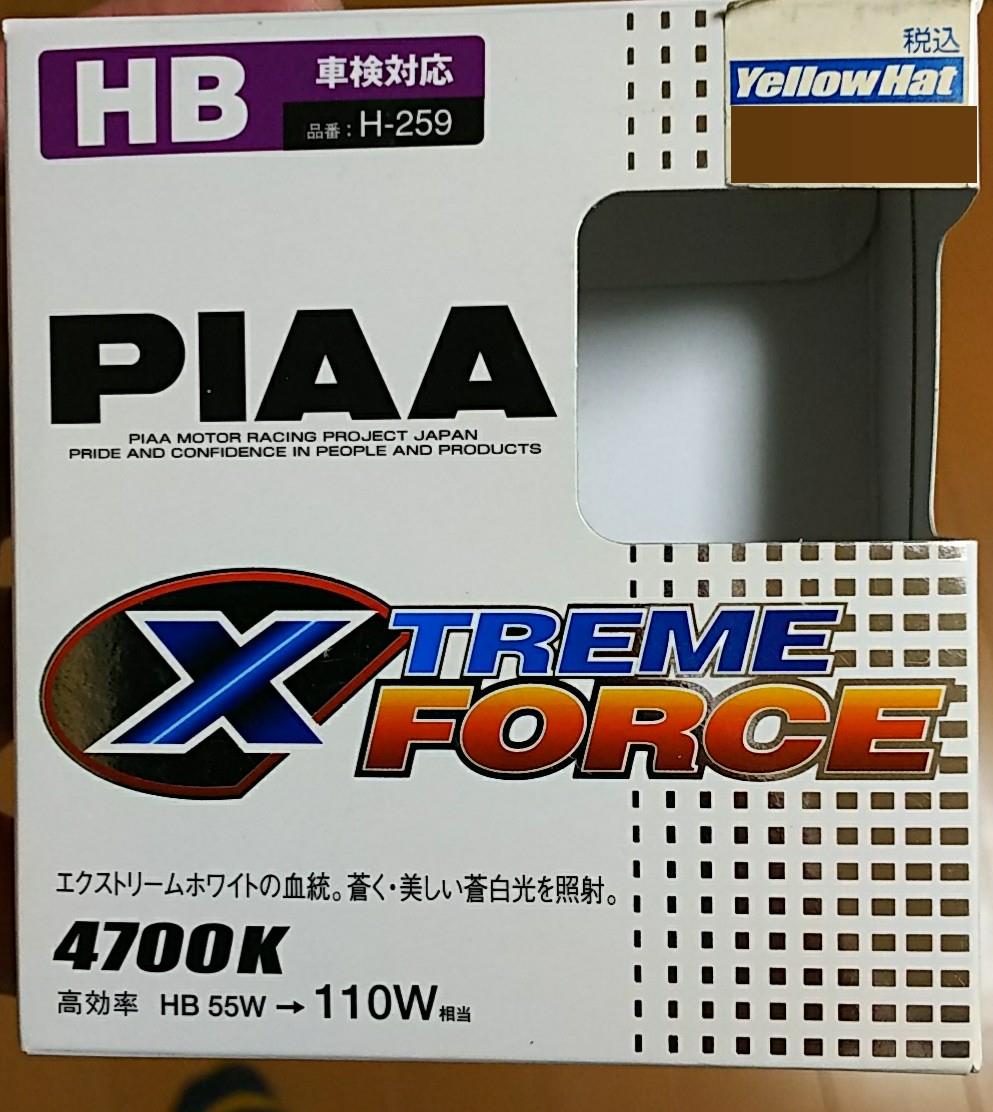 HB
車検対応
品番：H-259
税込
YellowHat
PIAA
PIAA MOTOR RACING PROJECT JAPAN
PRIDE AND CONFIDENCE IN PEOPLE AND PRODUCTS
XTREME
FORCE
エクストリームホワイトの血統。蒼く・美しい蒼白光を照射。
4700K
高効率 HB 55W→110W相当